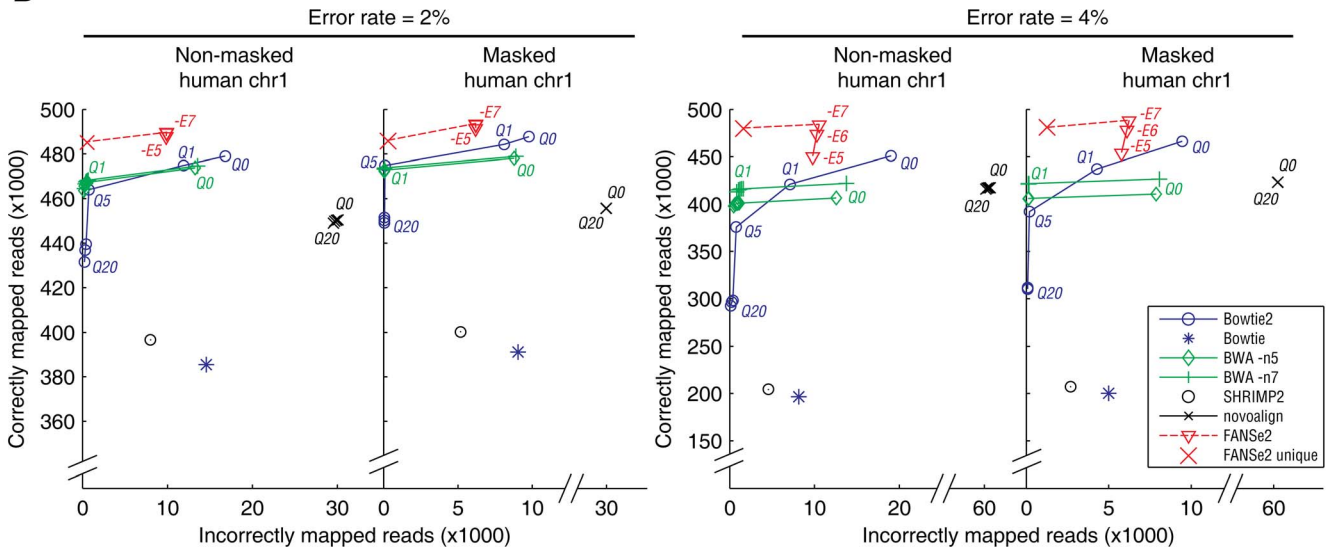 Error rate = 2%
Error rate = 4%
Non-masked
human chr1
Masked
human chr1
Non-masked
human chr1
Masked
human chr1
Correctly mapped reads (x1000)
500
480
460
440
420
400
380
360
-E7
-E5
Q1
Q1
Q0
Q0
Q5
Q20
Q0
Q20
0
10
20
30
-E7
-E5
Q1
Q0
Q5
Q1
Q0
Q20
Q0
Q20
0
5
10
30
Incorrectly mapped reads (x1000)
Correctly mapped reads (x1000)
500
450
400
350
300
250
200
150
-E7
-E6
-E5
Q1
Q1
Q0
Q0
Q5
Q20
Q0
Q20
0
10
20
60
-E7
-E6
-E5
Q1
Q0
Q1
Q0
Q5
Q20
Q0
Q20
0
5
10
60
Incorrectly mapped reads (x1000)
Bowtie2
Bowtie
BWA -n5
BWA -n7
SHRIMP2
novoalign
FANSe2
FANSe2 unique